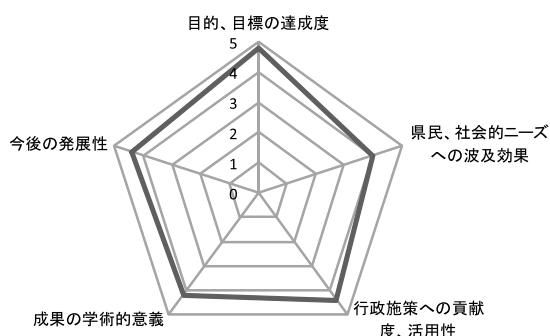 目的、目標の達成度
5
4
3
2
1
0
県民、社会的ニーズ
への波及効果
今後の発展性
成果の学術的意義
行政施策への貢献
度、活用性